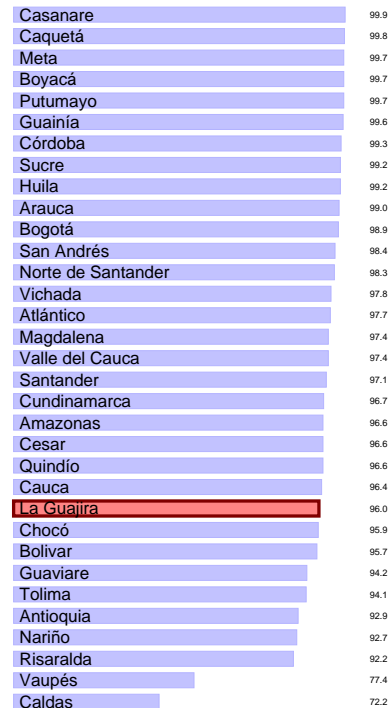 Casanare 99.9
Caquetá 99.8
Meta 99.7
Boyacá 99.7
Putumayo 99.7
Guainía 99.6
Córdoba 99.3
Sucre 99.2
Huila 99.2
Arauca 99.0
Bogotá 98.9
San Andrés 98.4
Norte de Santander 98.3
Vichada 97.8
Atlántico 97.7
Magdalena 97.4
Valle del Cauca 97.4
Santander 97.1
Cundinamarca 96.7
Amazonas 96.6
Cesar 96.6
Quindío 96.6
Cauca 96.4
La Guajira 96.0
Chocó 95.9
Bolivar 95.7
Guaviare 94.2
Tolima 94.1
Antioquia 92.9
Nariño 92.7
Risaralda 92.2
Vaupés 77.4
Caldas 72.2